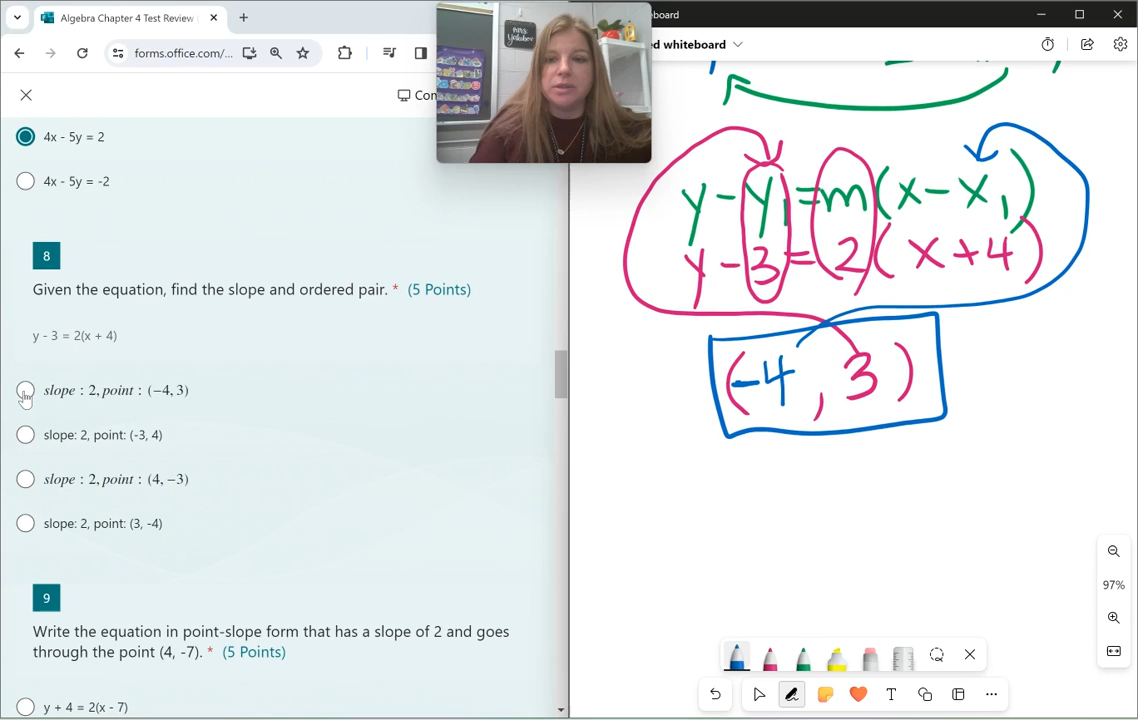 Algebra Chapter 4 Test Review
forms.office.com/...
Mrs.
Yakubov
board
ed whiteboard
Com
4x - 5y = 2
4x - 5y = -2
8
Given the equation, find the slope and ordered pair. * (5 Points)
y - 3 = 2(x + 4)
slope : 2, point : (−4, 3)
slope: 2, point: (-3, 4)
slope : 2, point : (4, −3)
slope: 2, point: (3, -4)
9
Write the equation in point-slope form that has a slope of 2 and goes
through the point (4, -7). * (5 Points)
y + 4 = 2(x - 7)
y - y₁ = m(x - x₁)
y - 3 = 2(x + 4)
(-4, 3)
97%
T